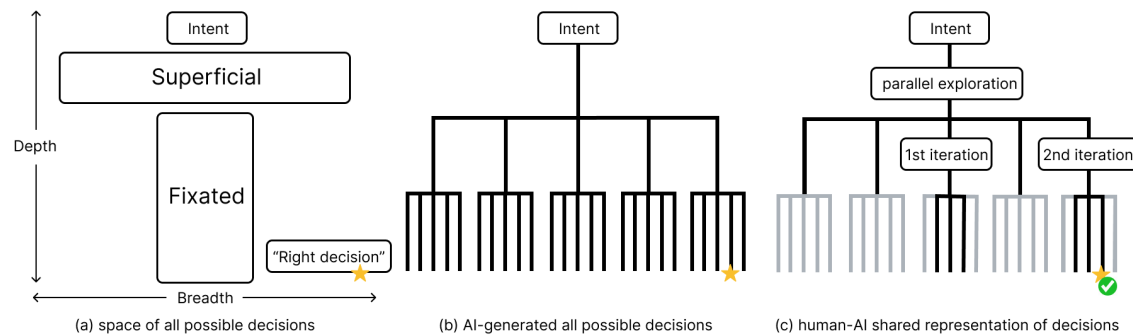 Intent
Superficial
Depth
Fixated
“Right decision”
Breadth
(a) space of all possible decisions
Intent
(b) AI-generated all possible decisions
Intent
parallel exploration
1st iteration
2nd iteration
(c) human-AI shared representation of decisions